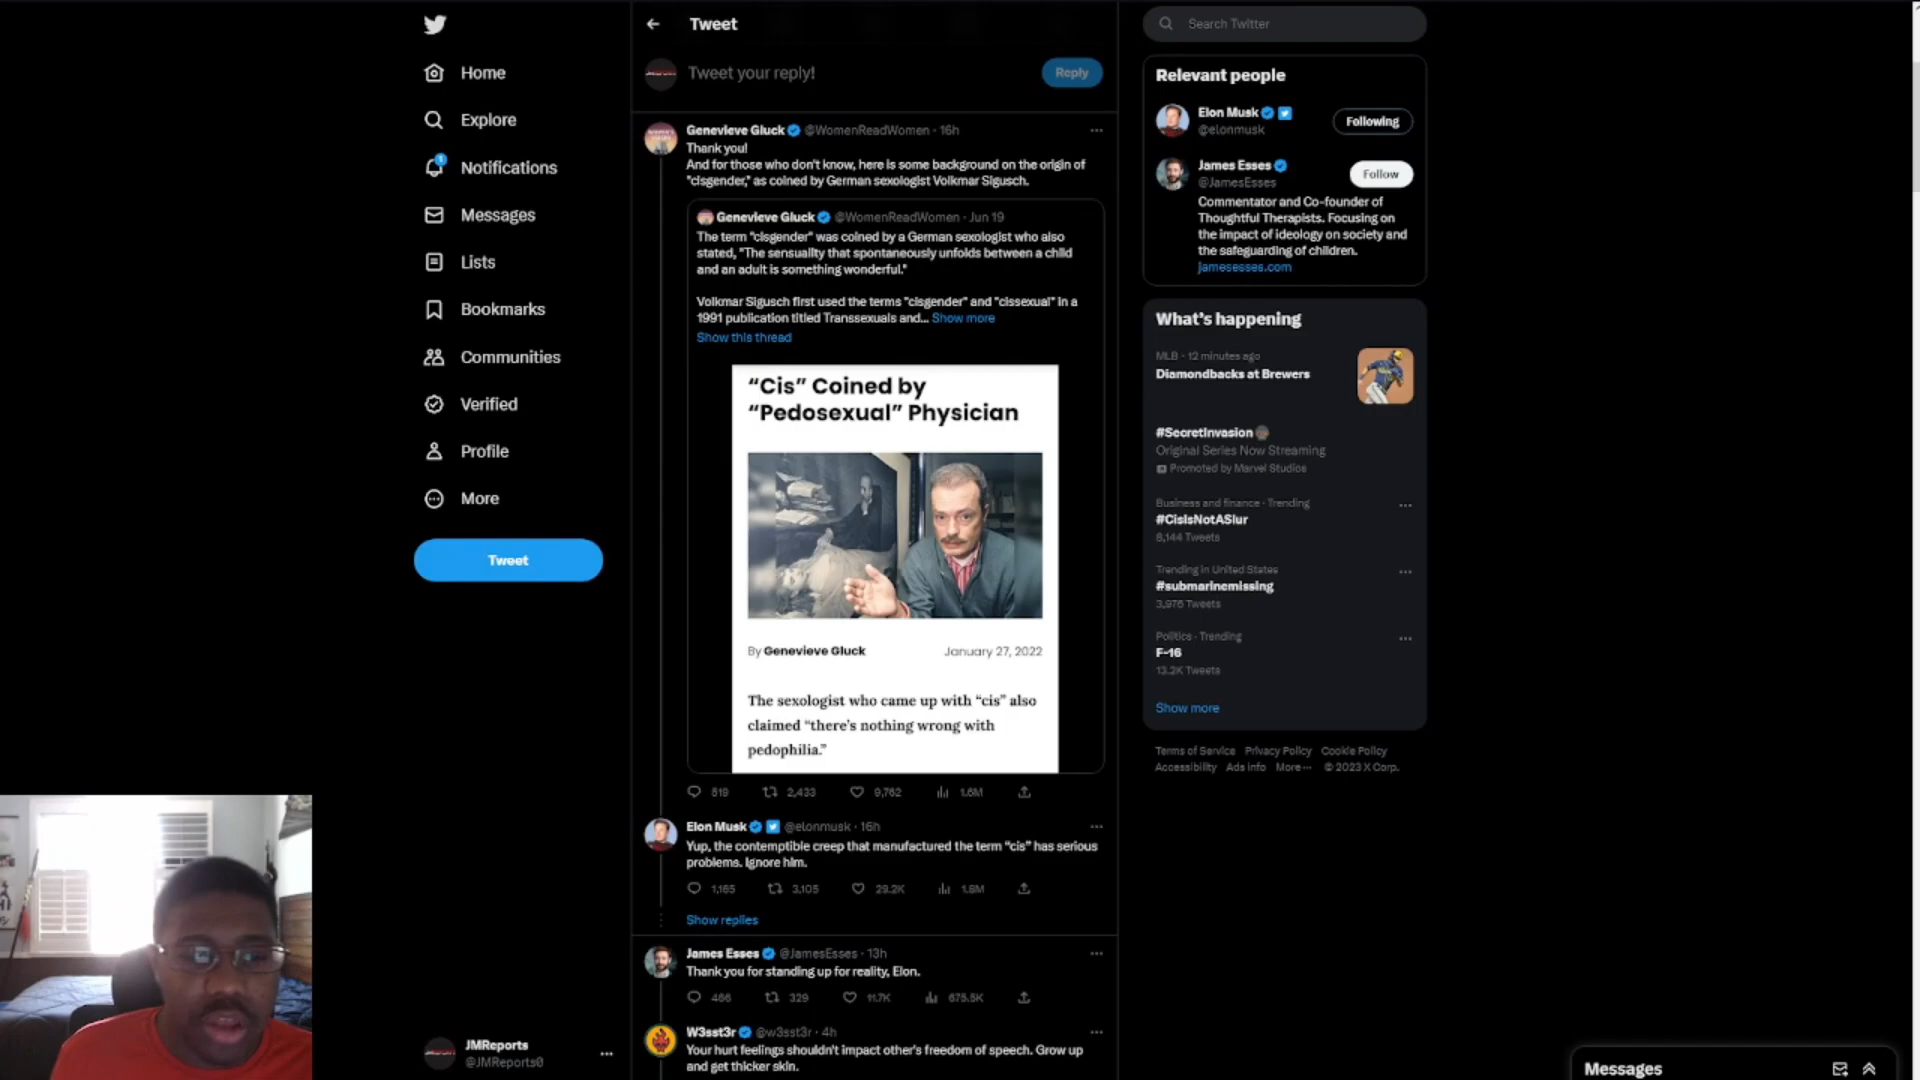 Home
Explore
Notifications
Messages
Lists
Bookmarks
Communities
Verified
Profile
More
Tweet
JMReports
@JMReports0
Tweet
Tweet your reply!
Reply
Genevieve Gluck @WomenReadWomen · 16h
Thank you!
And for those who don't know, here is some background on the origin of
"cisgender," as coined by German sexologist Volkmar Sigusch.
Genevieve Gluck @WomenReadWomen · Jun 19
The term "cisgender" was coined by a German sexologist who also
stated, "The sensuality that spontaneously unfolds between a child
and an adult is something wonderful."
Volkmar Sigusch first used the terms "cisgender" and "cissexual" in a
1991 publication titled Transsexuals and... Show more
Show this thread
“Cis” Coined by
“Pedosexual” Physician
By Genevieve Gluck January 27, 2022
The sexologist who came up with “cis” also
claimed “there’s nothing wrong with
pedophilia.”
819 2,433 9,762 1.6M
Elon Musk @elonmusk · 16h
Yup, the contemptible creep that manufactured the term “cis” has serious
problems. Ignore him.
1,165 3,105 29.2K 1.8M
Show replies
James Esses @JamesEsses · 13h
Thank you for standing up for reality, Elon.
466 329 11.7K 675.5K
W3sst3r @w3sst3r · 4h
Your hurt feelings shouldn't impact other's freedom of speech. Grow up
and get thicker skin.
Search Twitter
Relevant people
Elon Musk
@elonmusk
Following
James Esses
@JamesEsses
Follow
Commentator and Co-founder of
Thoughtful Therapists. Focusing on
the impact of ideology on society and
the safeguarding of children.
jamesesses.com
What’s happening
MLB · 12 minutes ago
Diamondbacks at Brewers
#SecretInvasion
Original Series Now Streaming
Promoted by Marvel Studios
Business and finance · Trending
#CisIsNotASlur
8,144 Tweets
Trending in United States
#submarinemissing
3,976 Tweets
Politics · Trending
F-16
13.2K Tweets
Show more
Terms of Service Privacy Policy Cookie Policy
Accessibility Ads info More ··· © 2023 X Corp.
Messages